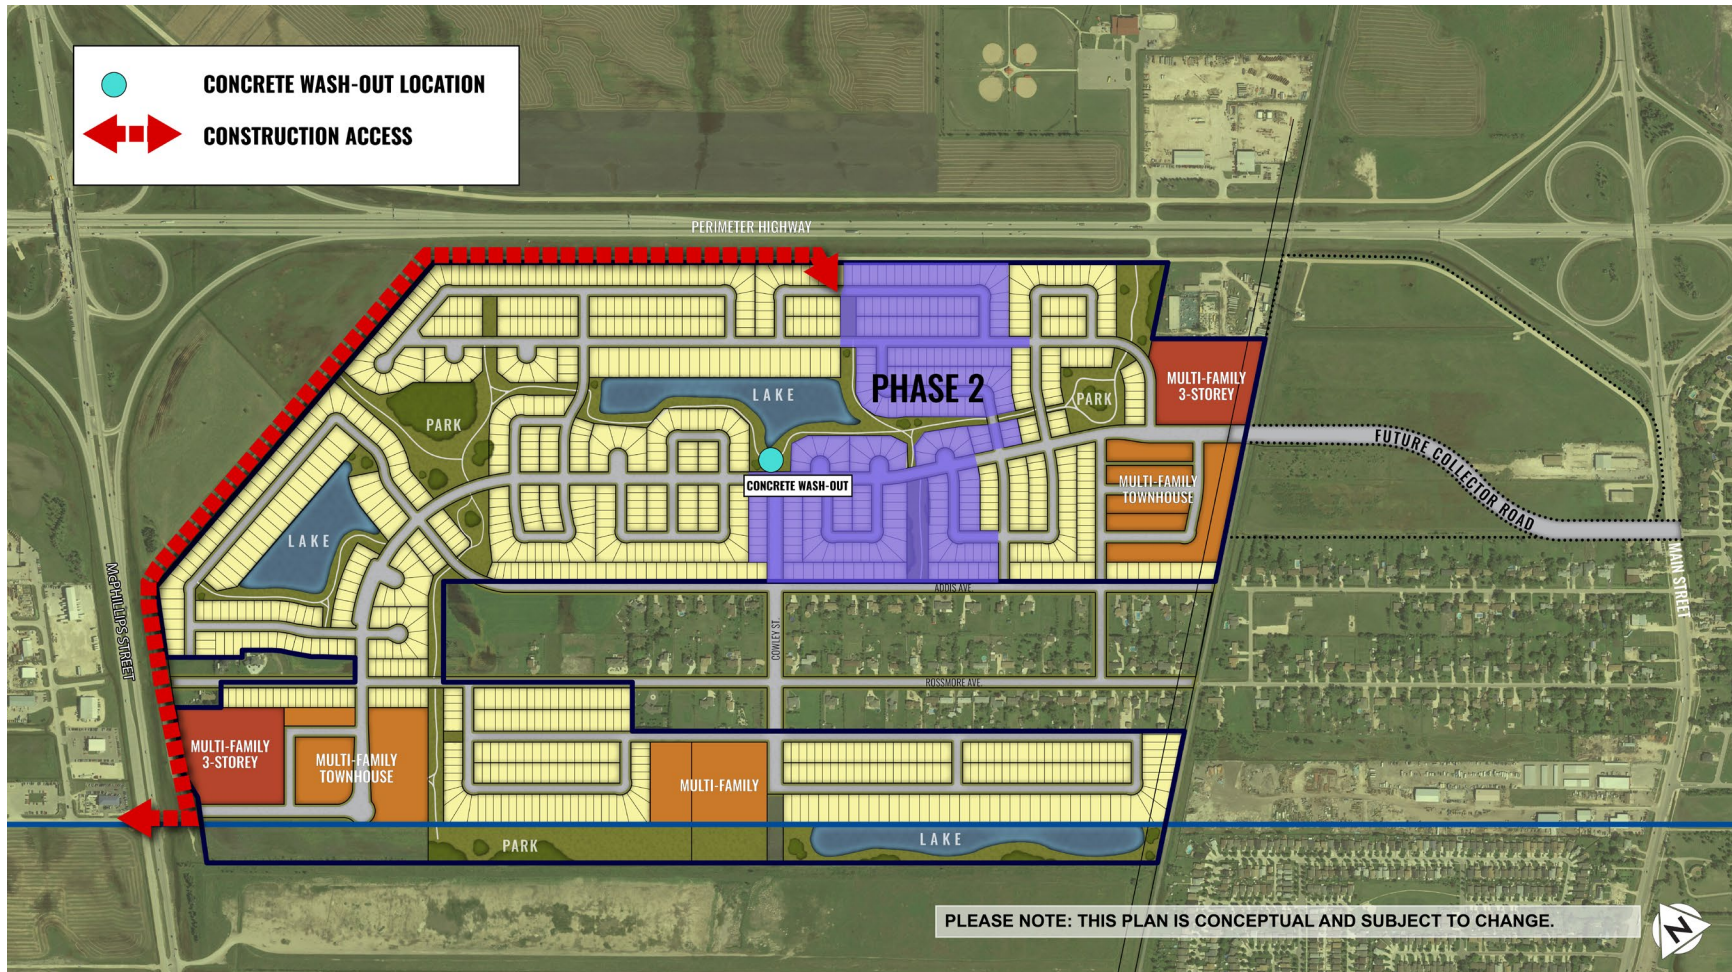 CONCRETE WASH-OUT LOCATION
CONSTRUCTION ACCESS
PERIMETER HIGHWAY
LAKE
PHASE 2
PARK
PARK
MULTI-FAMILY
3-STOREY
FUTURE COLLECTOR ROAD
MULTI-FAMILY
TOWNHOUSE
CONCRETE WASH-OUT
LAKE
McPHILLIPS STREET
MAIN STREET
ADDIS AVE.
COWLEY ST.
ROSSMORE AVE.
MULTI-FAMILY
3-STOREY
MULTI-FAMILY
TOWNHOUSE
MULTI-FAMILY
PARK
LAKE
PLEASE NOTE: THIS PLAN IS CONCEPTUAL AND SUBJECT TO CHANGE.
N